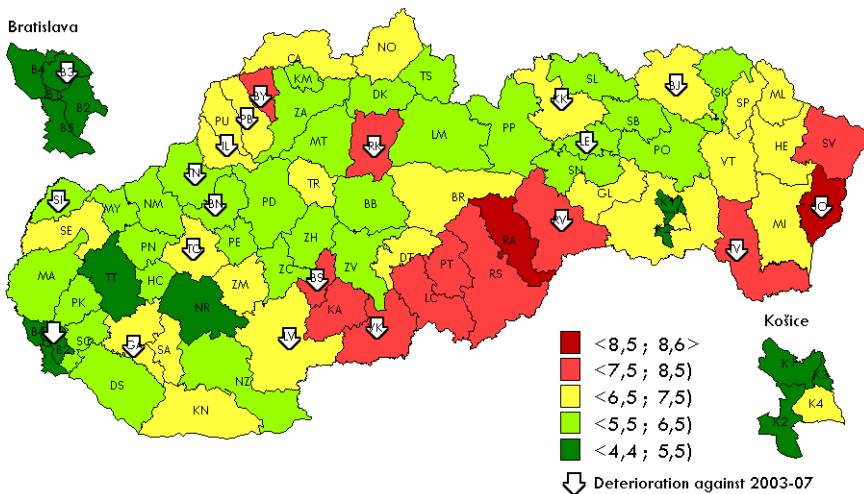 Bratislava
B4 B3
B1 B2
B5
NO
CA
TS
KM
BY
DK
SL
KK
BJ
SK
SP
ML
PU
PB
ZA
LM
PP
SB
IL
MT
RK
LE
PO
VT
HE
SV
TN
SN
SI
MY
NM
BN
PD
TR
BR
GL
SE
BB
RV
SO
PN
TO
PE
ZH
DT
RA
MI
MA
TT
HC
ZM
ZC
BS
ZV
PT
RS
TV
PK
NR
KA
LC
B2
SC
GA
SA
LV
VK
DS
NZ
KN
Košice
K1
K3
K4
K2
<8,5 ; 8,6>
<7,5 ; 8,5)
<6,5 ; 7,5)
<5,5 ; 6,5)
<4,4 ; 5,5)
Deterioration against 2003-07